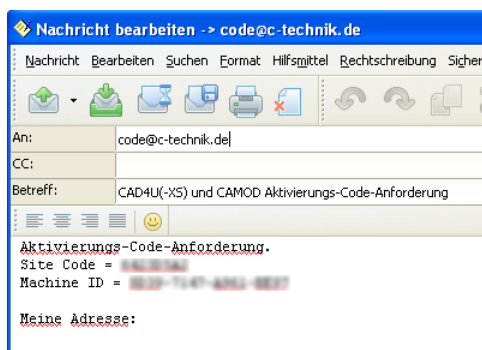 Nachricht bearbeiten -> code@c-technik.de
Nachricht Bearbeiten Suchen Format Hilfsmittel Rechtschreibung
An: code@c-technik.de
CC:
Betreff: CAD4U(-XS) und CAMOD Aktivierungs-Code-Anforderung
Aktivierungs-Code-Anforderung.
Site Code =
Machine ID =
Meine Adresse: